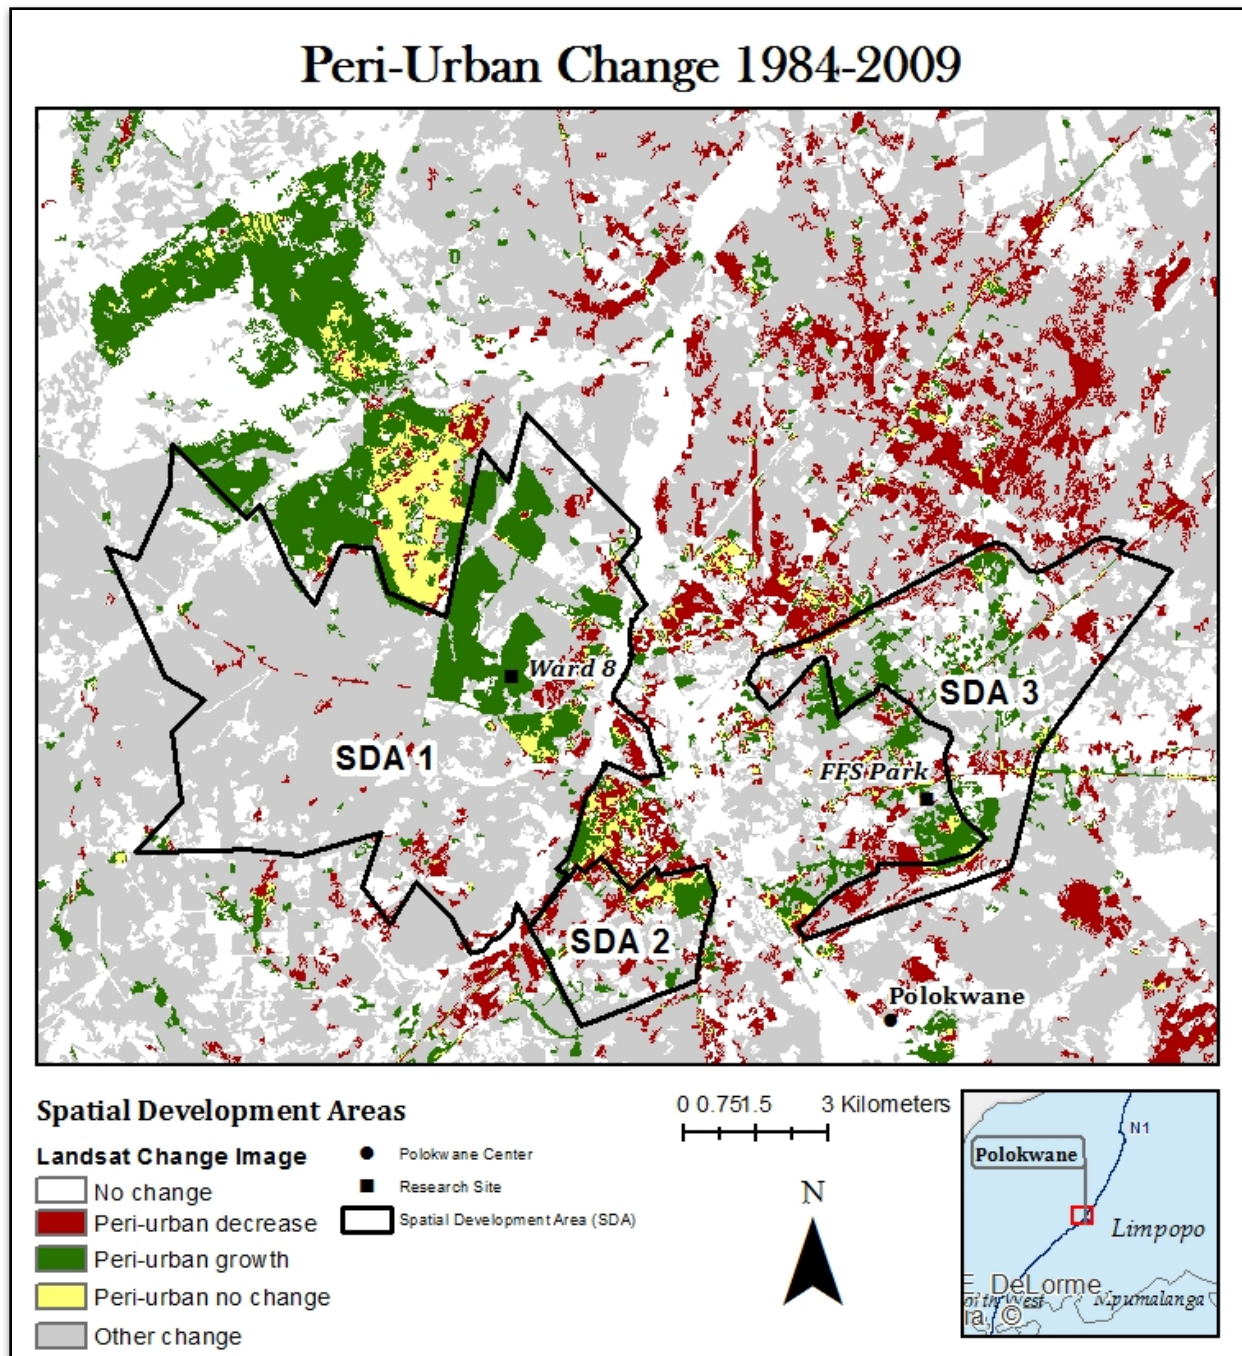 Peri-Urban Change 1984-2009
Ward 8
SDA 3
SDA 1
FFS Park
SDA 2
Polokwane
Spatial Development Areas
Landsat Change Image
No change
Peri-urban decrease
Peri-urban growth
Peri-urban no change
Other change
Polokwane Center
Research Site
Spatial Development Area (SDA)
0 0.751.5 3 Kilometers
N
N1
Polokwane
Limpopo
E, DeLorme
West
Mpumalanga
ra, ©